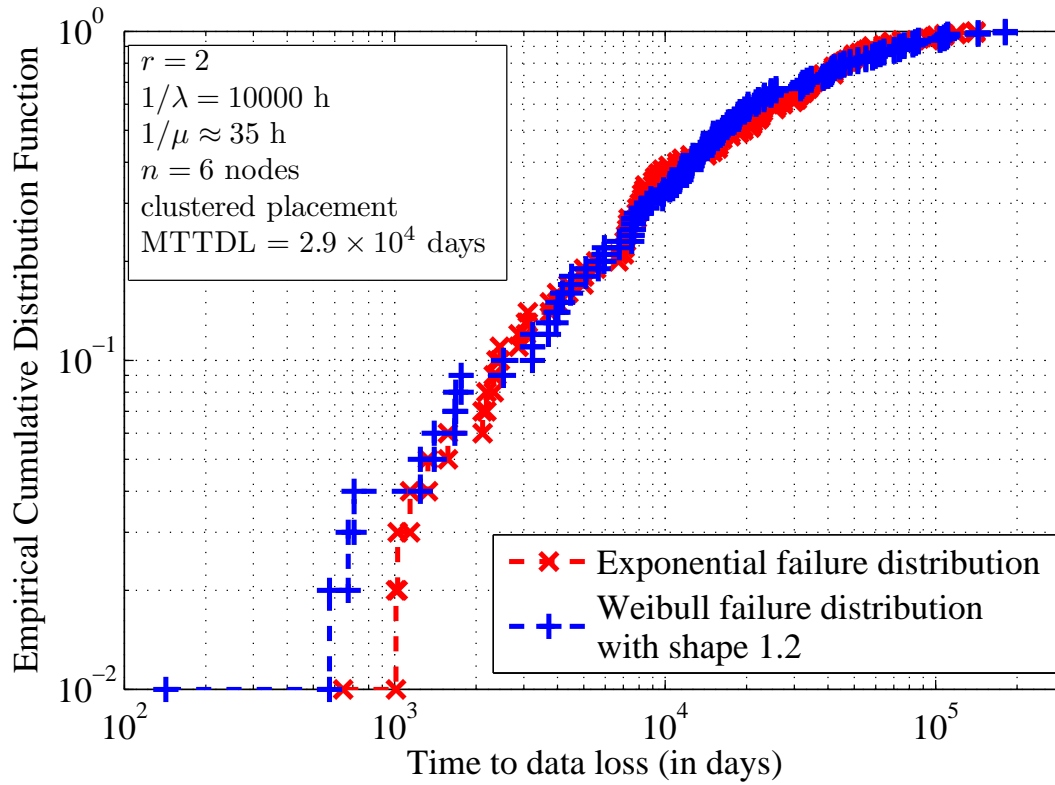 Empirical Cumulative Distribution Function
10^0
10^{-1}
10^{-2}
r = 2
1/λ = 10000 h
1/μ ≈ 35 h
n = 6 nodes
clustered placement
MTTDL = 2.9 × 10^4 days
Exponential failure distribution
Weibull failure distribution
with shape 1.2
10^2
10^3
10^4
10^5
Time to data loss (in days)